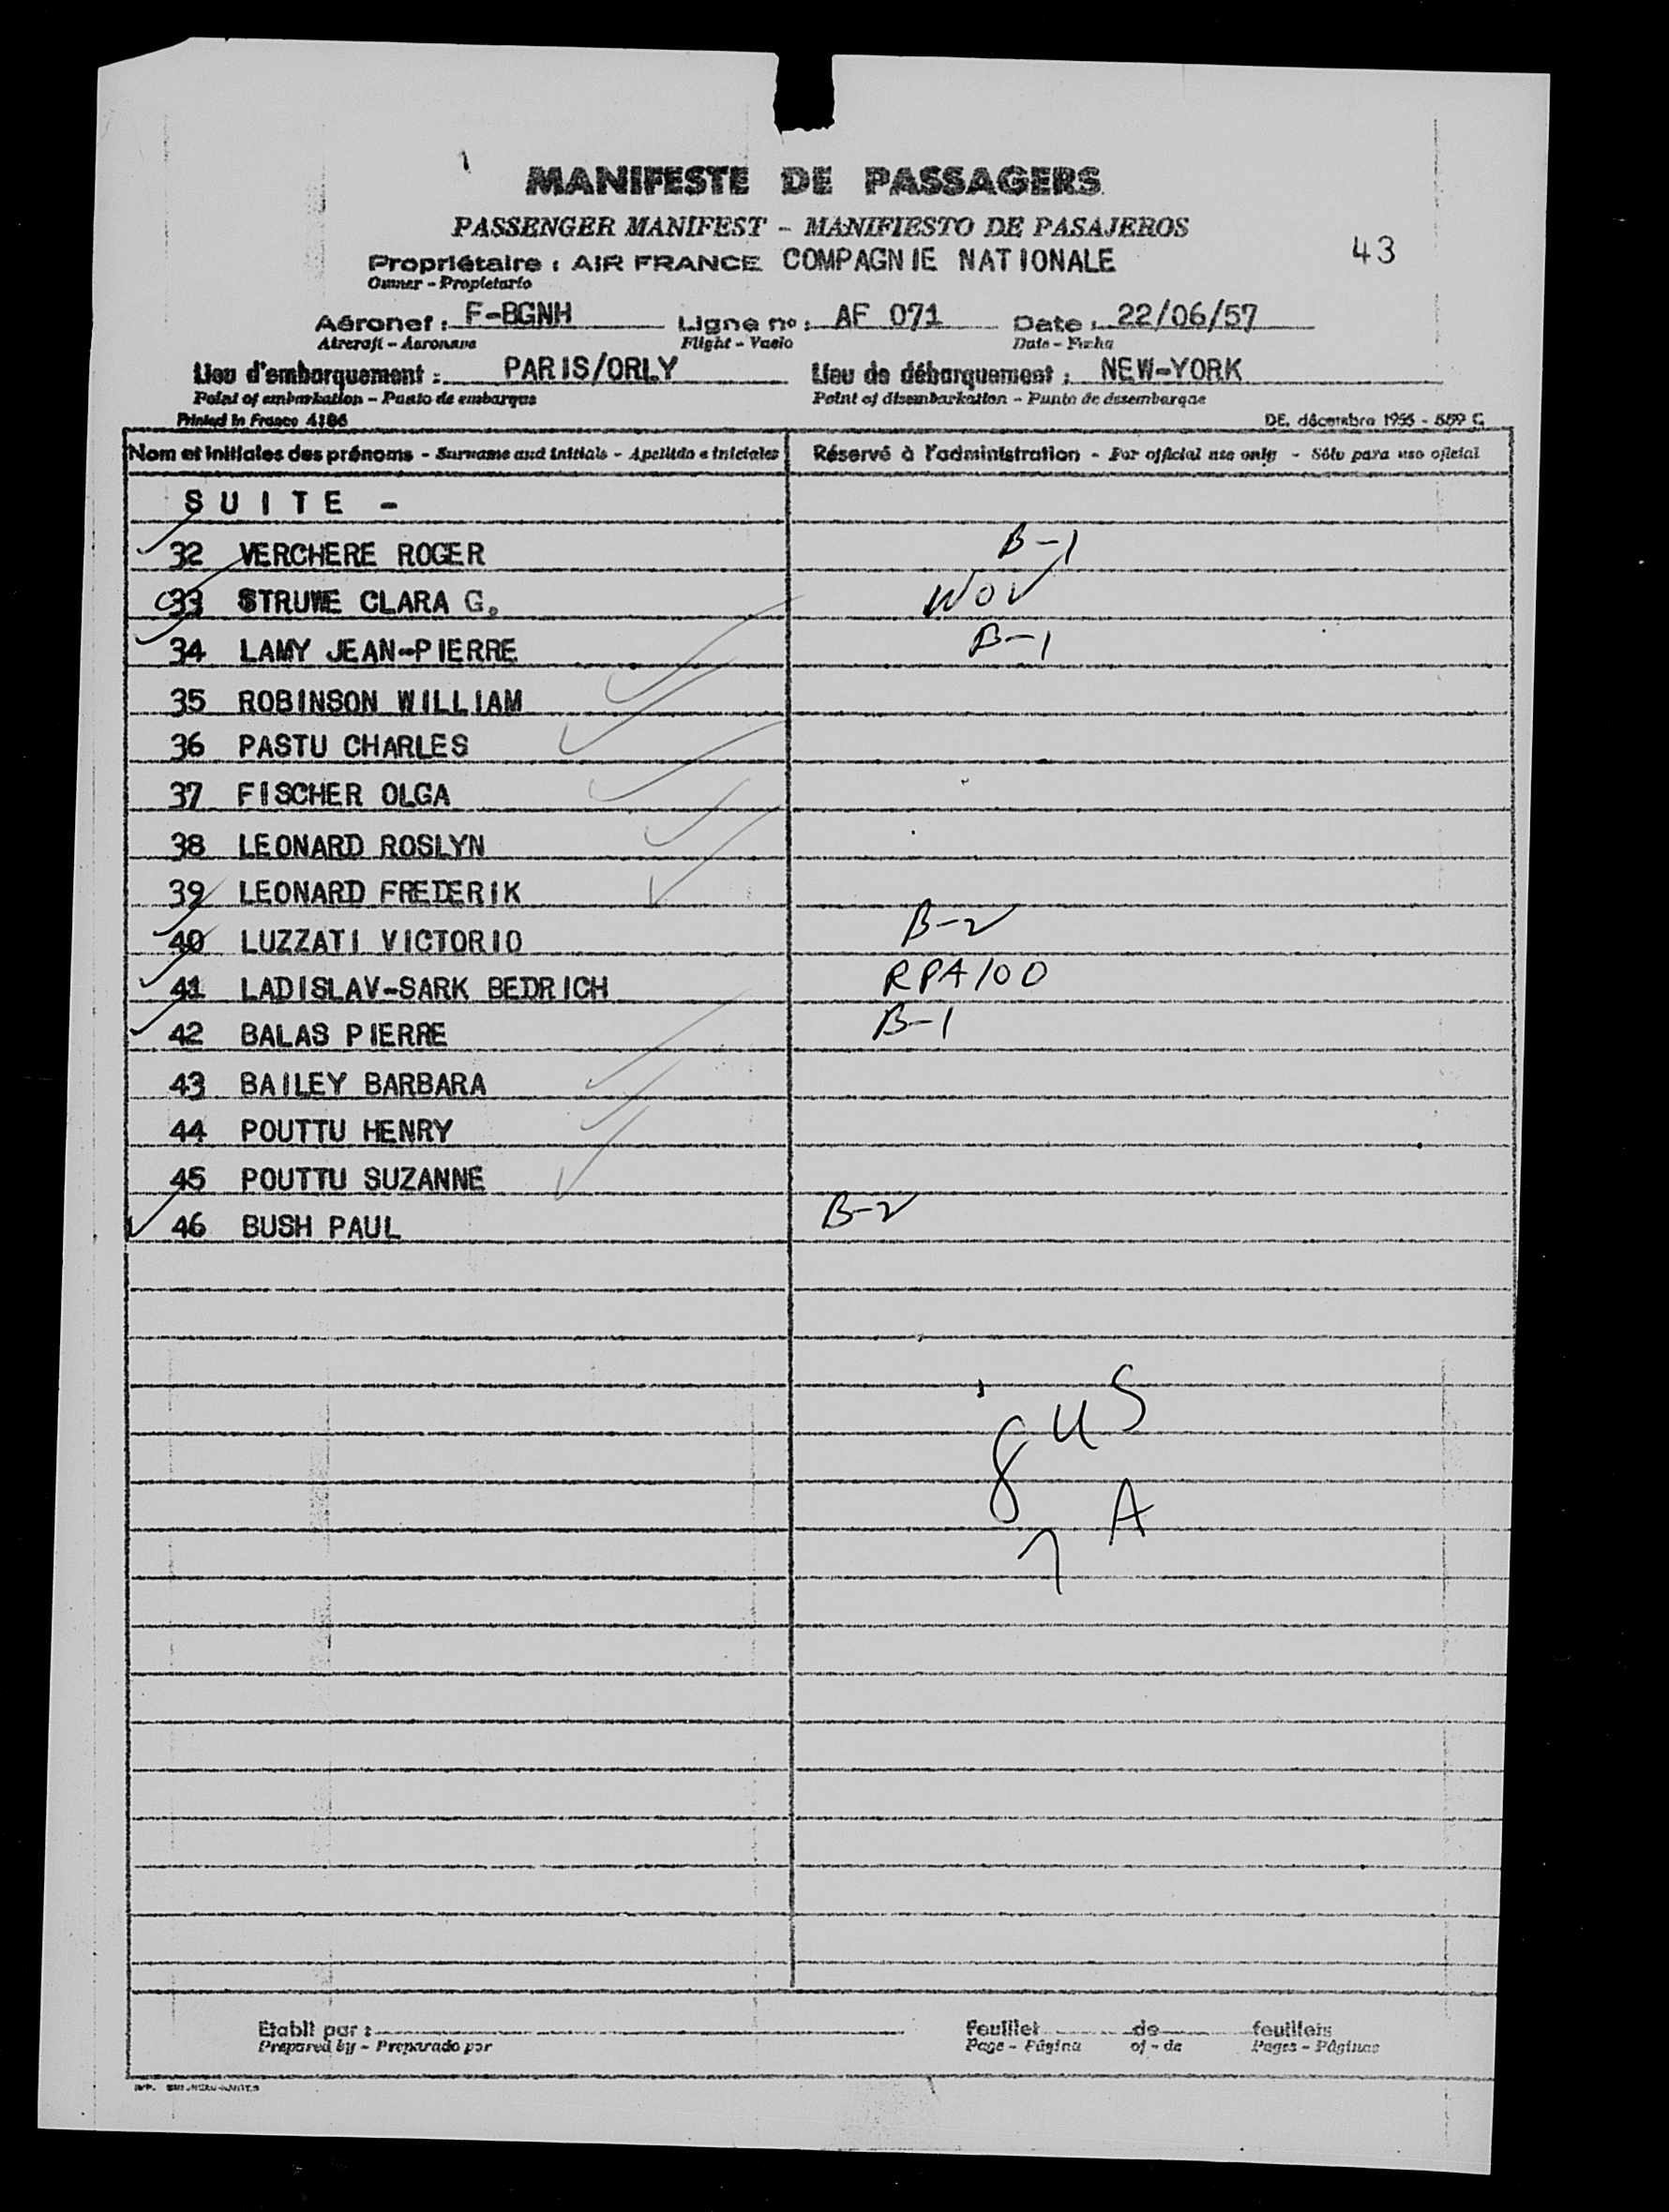 MANIFESTE DE PASSAGERS
PASSENGER MANIFEST - MANIFIESTO DE PASAJEROS
43
Propriétaire : AIR FRANCE COMPAGNIE NATIONALE
Owner - Propietario
Aéronef : F-BGNH Ligne no : AF 071 Date : 22/06/57
Aircraft - Aeronave Flight - Vuelo Date - Fecha
Lieu d'embarquement : PARIS/ORLY Lieu de débarquement : NEW-YORK
Point of embarkation - Punto de embarque Point of disembarkation - Punto de desembarque
Printed in France 4186 DE. décembre 1955 - 559 C
Nom et initiales des prénoms - Surname and initials - Apellido e iniciales Réservé à l'administration - For official use only - Sólo para uso oficial
SUITE -
32 VERCHERE ROGER B-1
33 STRUWE CLARA G. WOV
34 LAMY JEAN-PIERRE B-1
35 ROBINSON WILLIAM
36 PASTU CHARLES
37 FISCHER OLGA
38 LEONARD ROSLYN
39 LEONARD FREDERIK
40 LUZZATI VICTORIO B-2
41 LADISLAV-SARK BEDRICH RPA100
42 BALAS PIERRE B-1
43 BAILEY BARBARA
44 POUTTU HENRY
45 POUTTU SUZANNE
46 BUSH PAUL B-2
8 US
7 A
Etabli par : Feuillet de feuillets
Prepared by - Preparado por Page - Página of - de Pages - Páginas